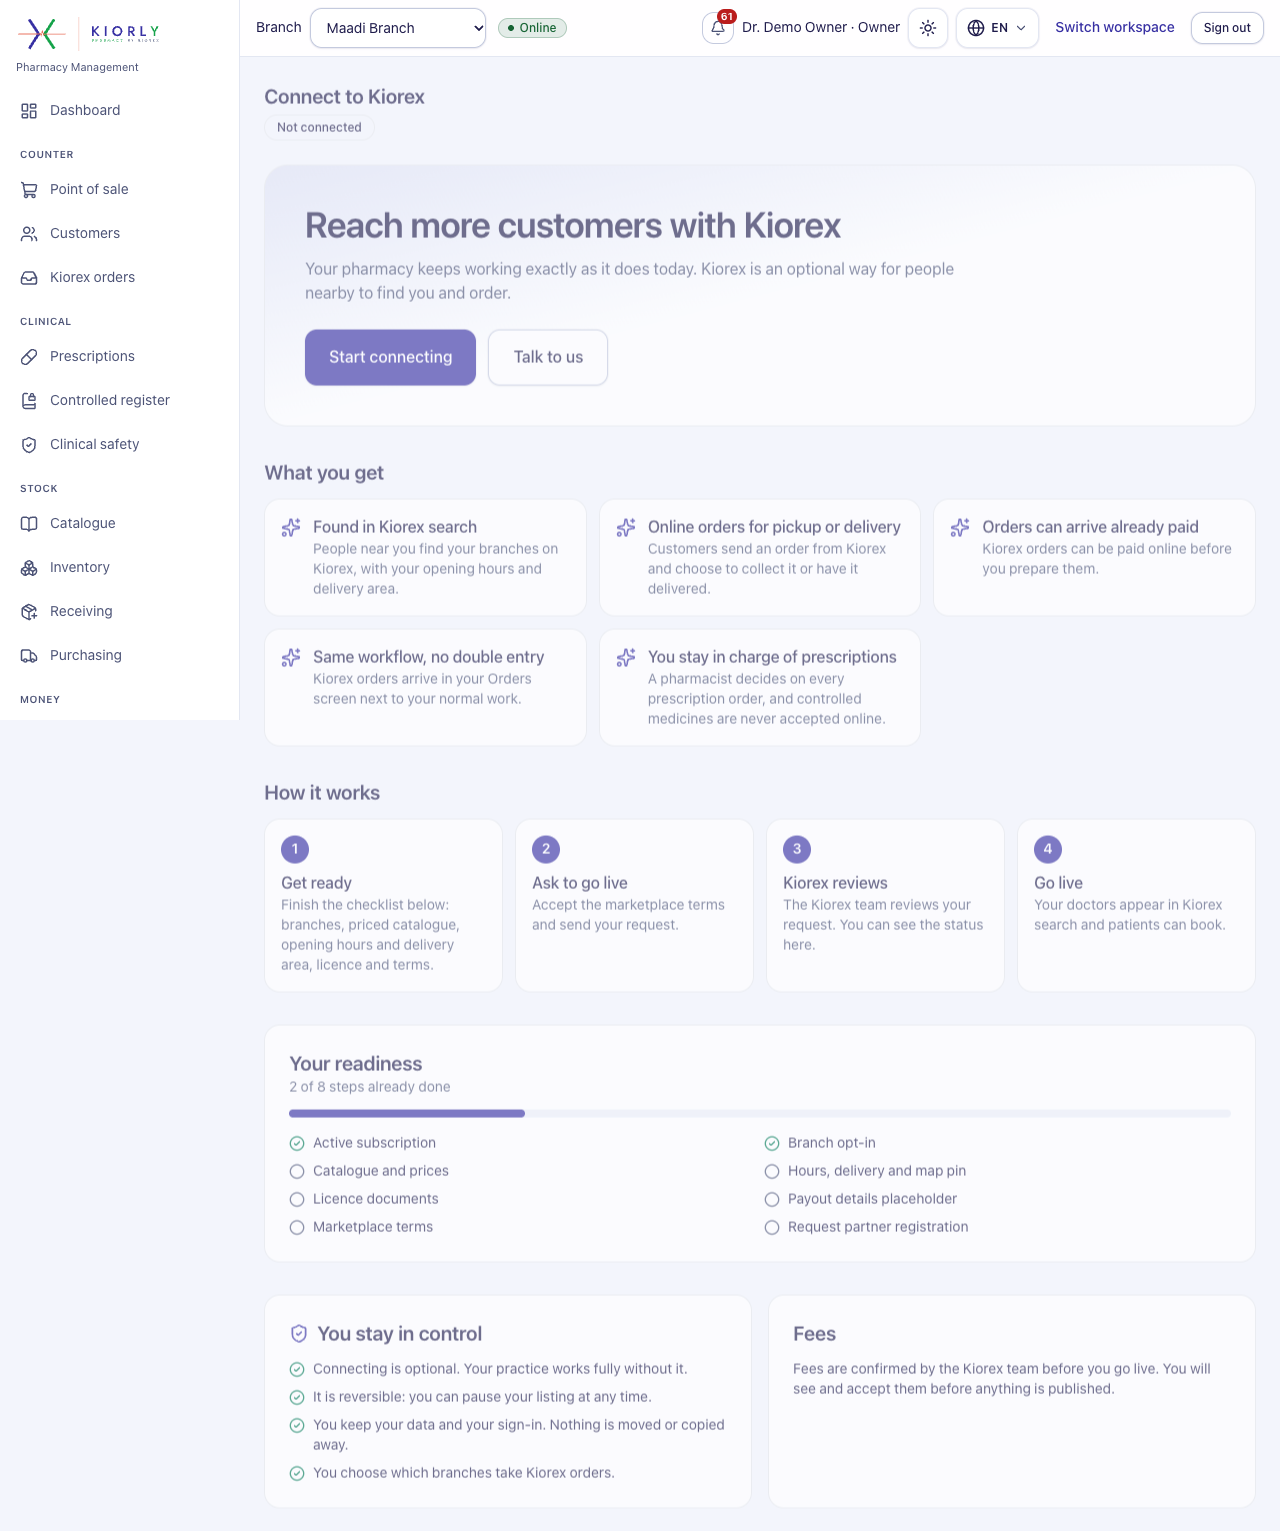 KIORLY
PHARMACY BY KIOREX
Pharmacy Management
Branch
Maadi Branch
Online
61
Dr. Demo Owner · Owner
EN
Switch workspace
Sign out
Dashboard
COUNTER
Point of sale
Customers
Kiorex orders
CLINICAL
Prescriptions
Controlled register
Clinical safety
STOCK
Catalogue
Inventory
Receiving
Purchasing
MONEY
Connect to Kiorex
Not connected
Reach more customers with Kiorex
Your pharmacy keeps working exactly as it does today. Kiorex is an optional way for people
nearby to find you and order.
Start connecting
Talk to us
What you get
Found in Kiorex search
People near you find your branches on
Kiorex, with your opening hours and
delivery area.
Online orders for pickup or delivery
Customers send an order from Kiorex
and choose to collect it or have it
delivered.
Orders can arrive already paid
Kiorex orders can be paid online before
you prepare them.
Same workflow, no double entry
Kiorex orders arrive in your Orders
screen next to your normal work.
You stay in charge of prescriptions
A pharmacist decides on every
prescription order, and controlled
medicines are never accepted online.
How it works
1
Get ready
Finish the checklist below:
branches, priced catalogue,
opening hours and delivery
area, licence and terms.
2
Ask to go live
Accept the marketplace terms
and send your request.
3
Kiorex reviews
The Kiorex team reviews your
request. You can see the status
here.
4
Go live
Your doctors appear in Kiorex
search and patients can book.
Your readiness
2 of 8 steps already done
Active subscription
Branch opt-in
Catalogue and prices
Hours, delivery and map pin
Licence documents
Payout details placeholder
Marketplace terms
Request partner registration
You stay in control
Connecting is optional. Your practice works fully without it.
It is reversible: you can pause your listing at any time.
You keep your data and your sign-in. Nothing is moved or copied
away.
You choose which branches take Kiorex orders.
Fees
Fees are confirmed by the Kiorex team before you go live. You will
see and accept them before anything is published.